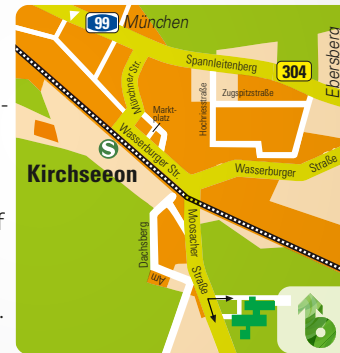 99 München
Spannleitenberg
304
Ebersberg
Münchner Str.
Zugspitzstraße
Hochriesstraße
Markt-
platz
Wasserburger Str.
S
Kirchseeon
Wasserburger Straße
Moosacher Straße
Dachsberg
Am
-
f
.
b